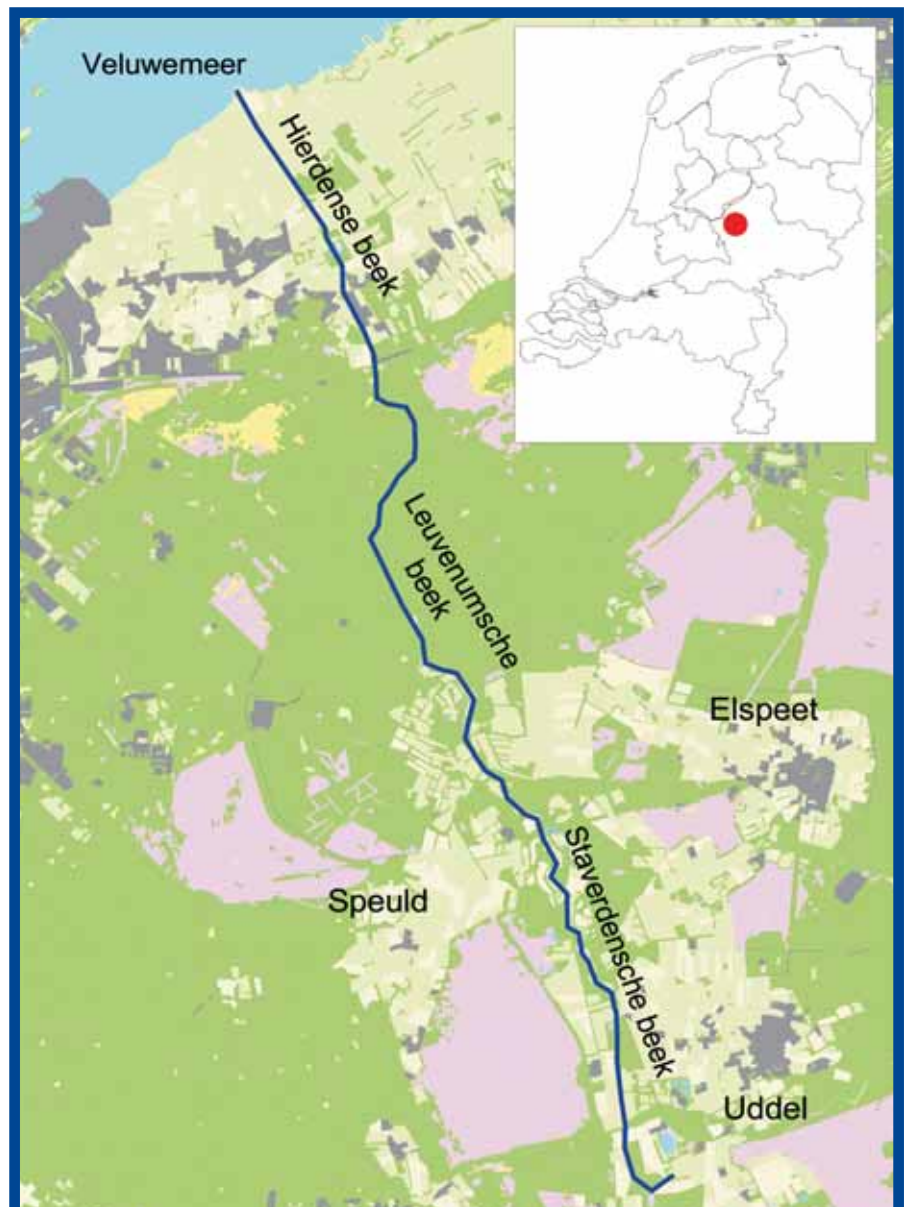 Veluwemeer
Hierdense beek
Leuvenumsche
beek
Elspeet
Staverdensche beek
Speuld
Uddel